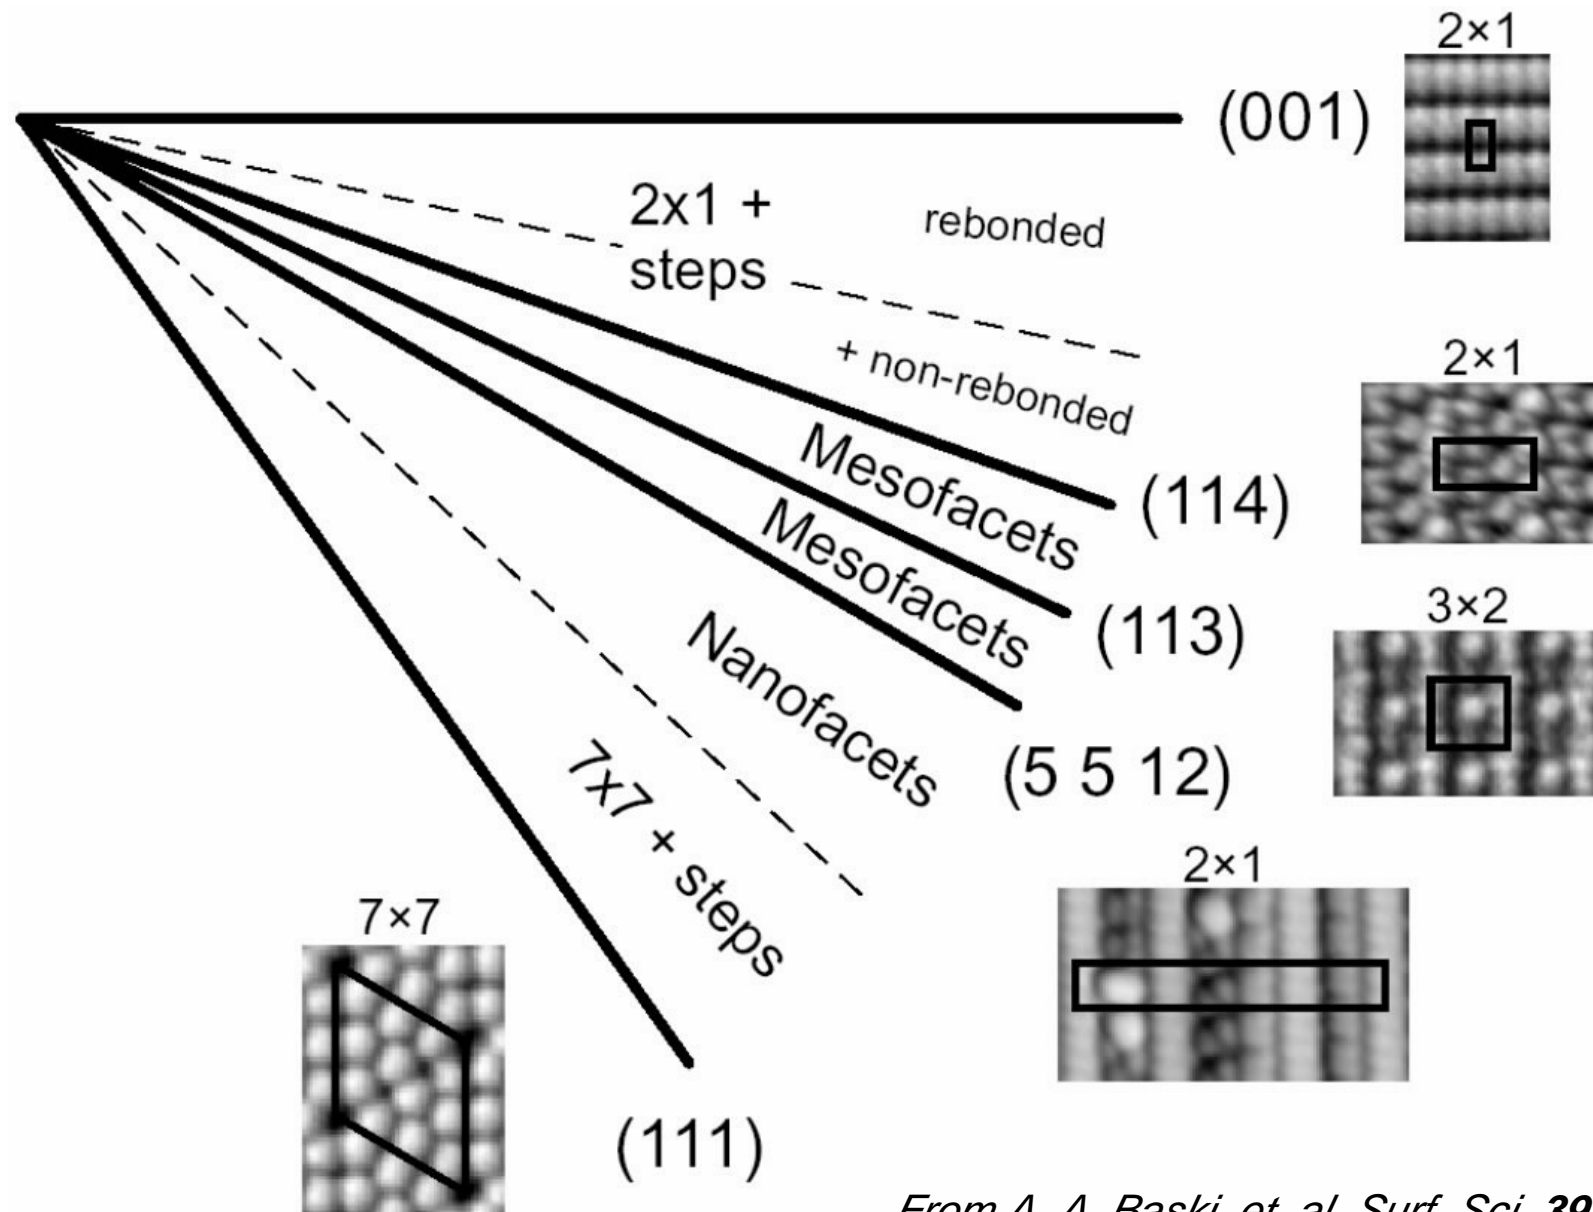 2×1
(001)
2x1 +
steps
rebonded
+ non-rebonded
2×1
Mesofacets
(114)
Mesofacets
3×2
(113)
Nanofacets
(5 5 12)
7x7 + steps
2×1
7×7
(111)
From A. A. Baski, et. al. Surf. Sci. 39